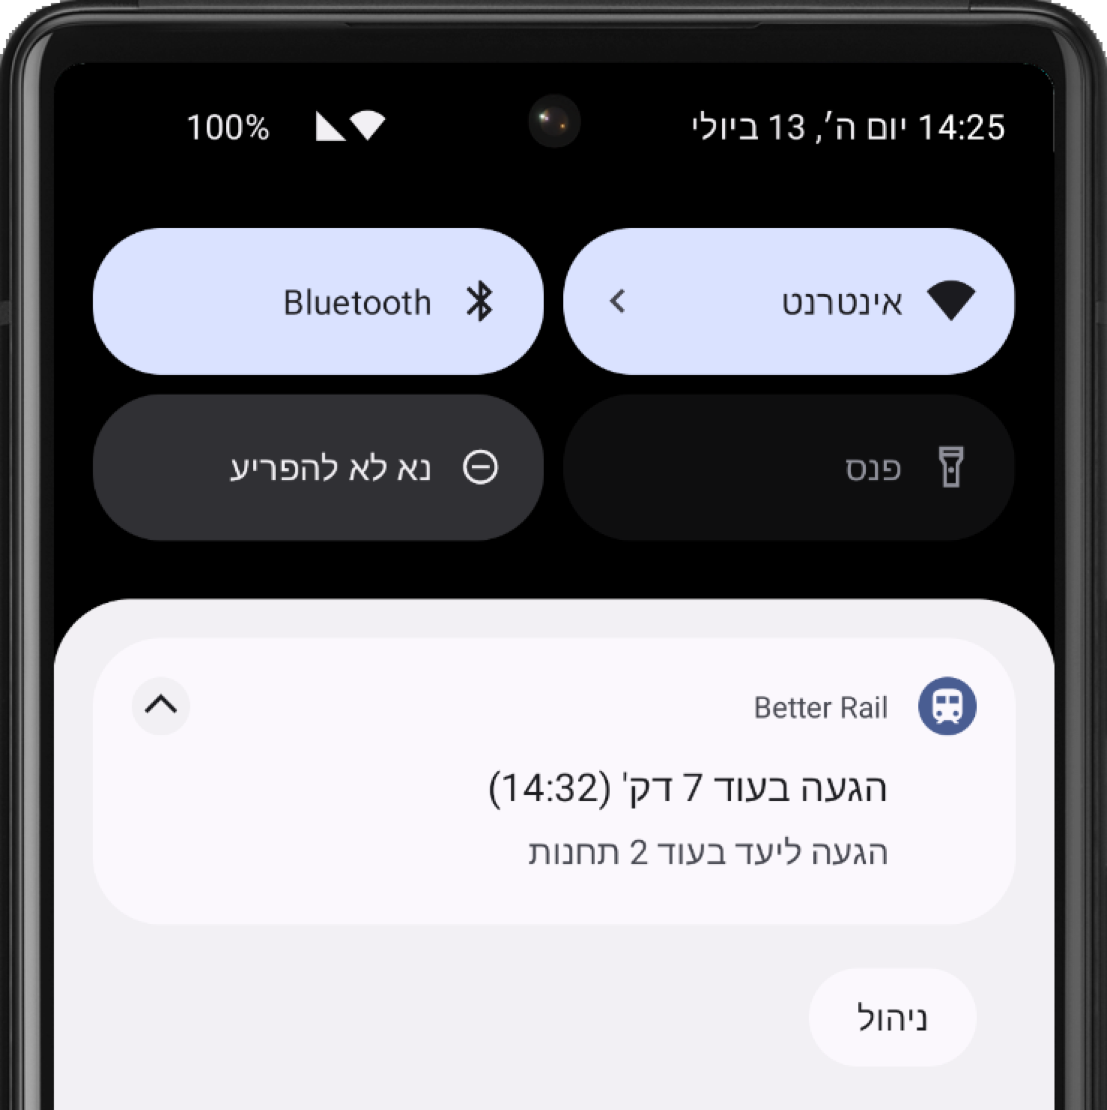 14:25 יום ה׳, 13 ביולי
100%
אינטרנט
Bluetooth
פנס
נא לא להפריע
Better Rail
הגעה בעוד 7 דק' (14:32)
הגעה ליעד בעוד 2 תחנות
ניהול